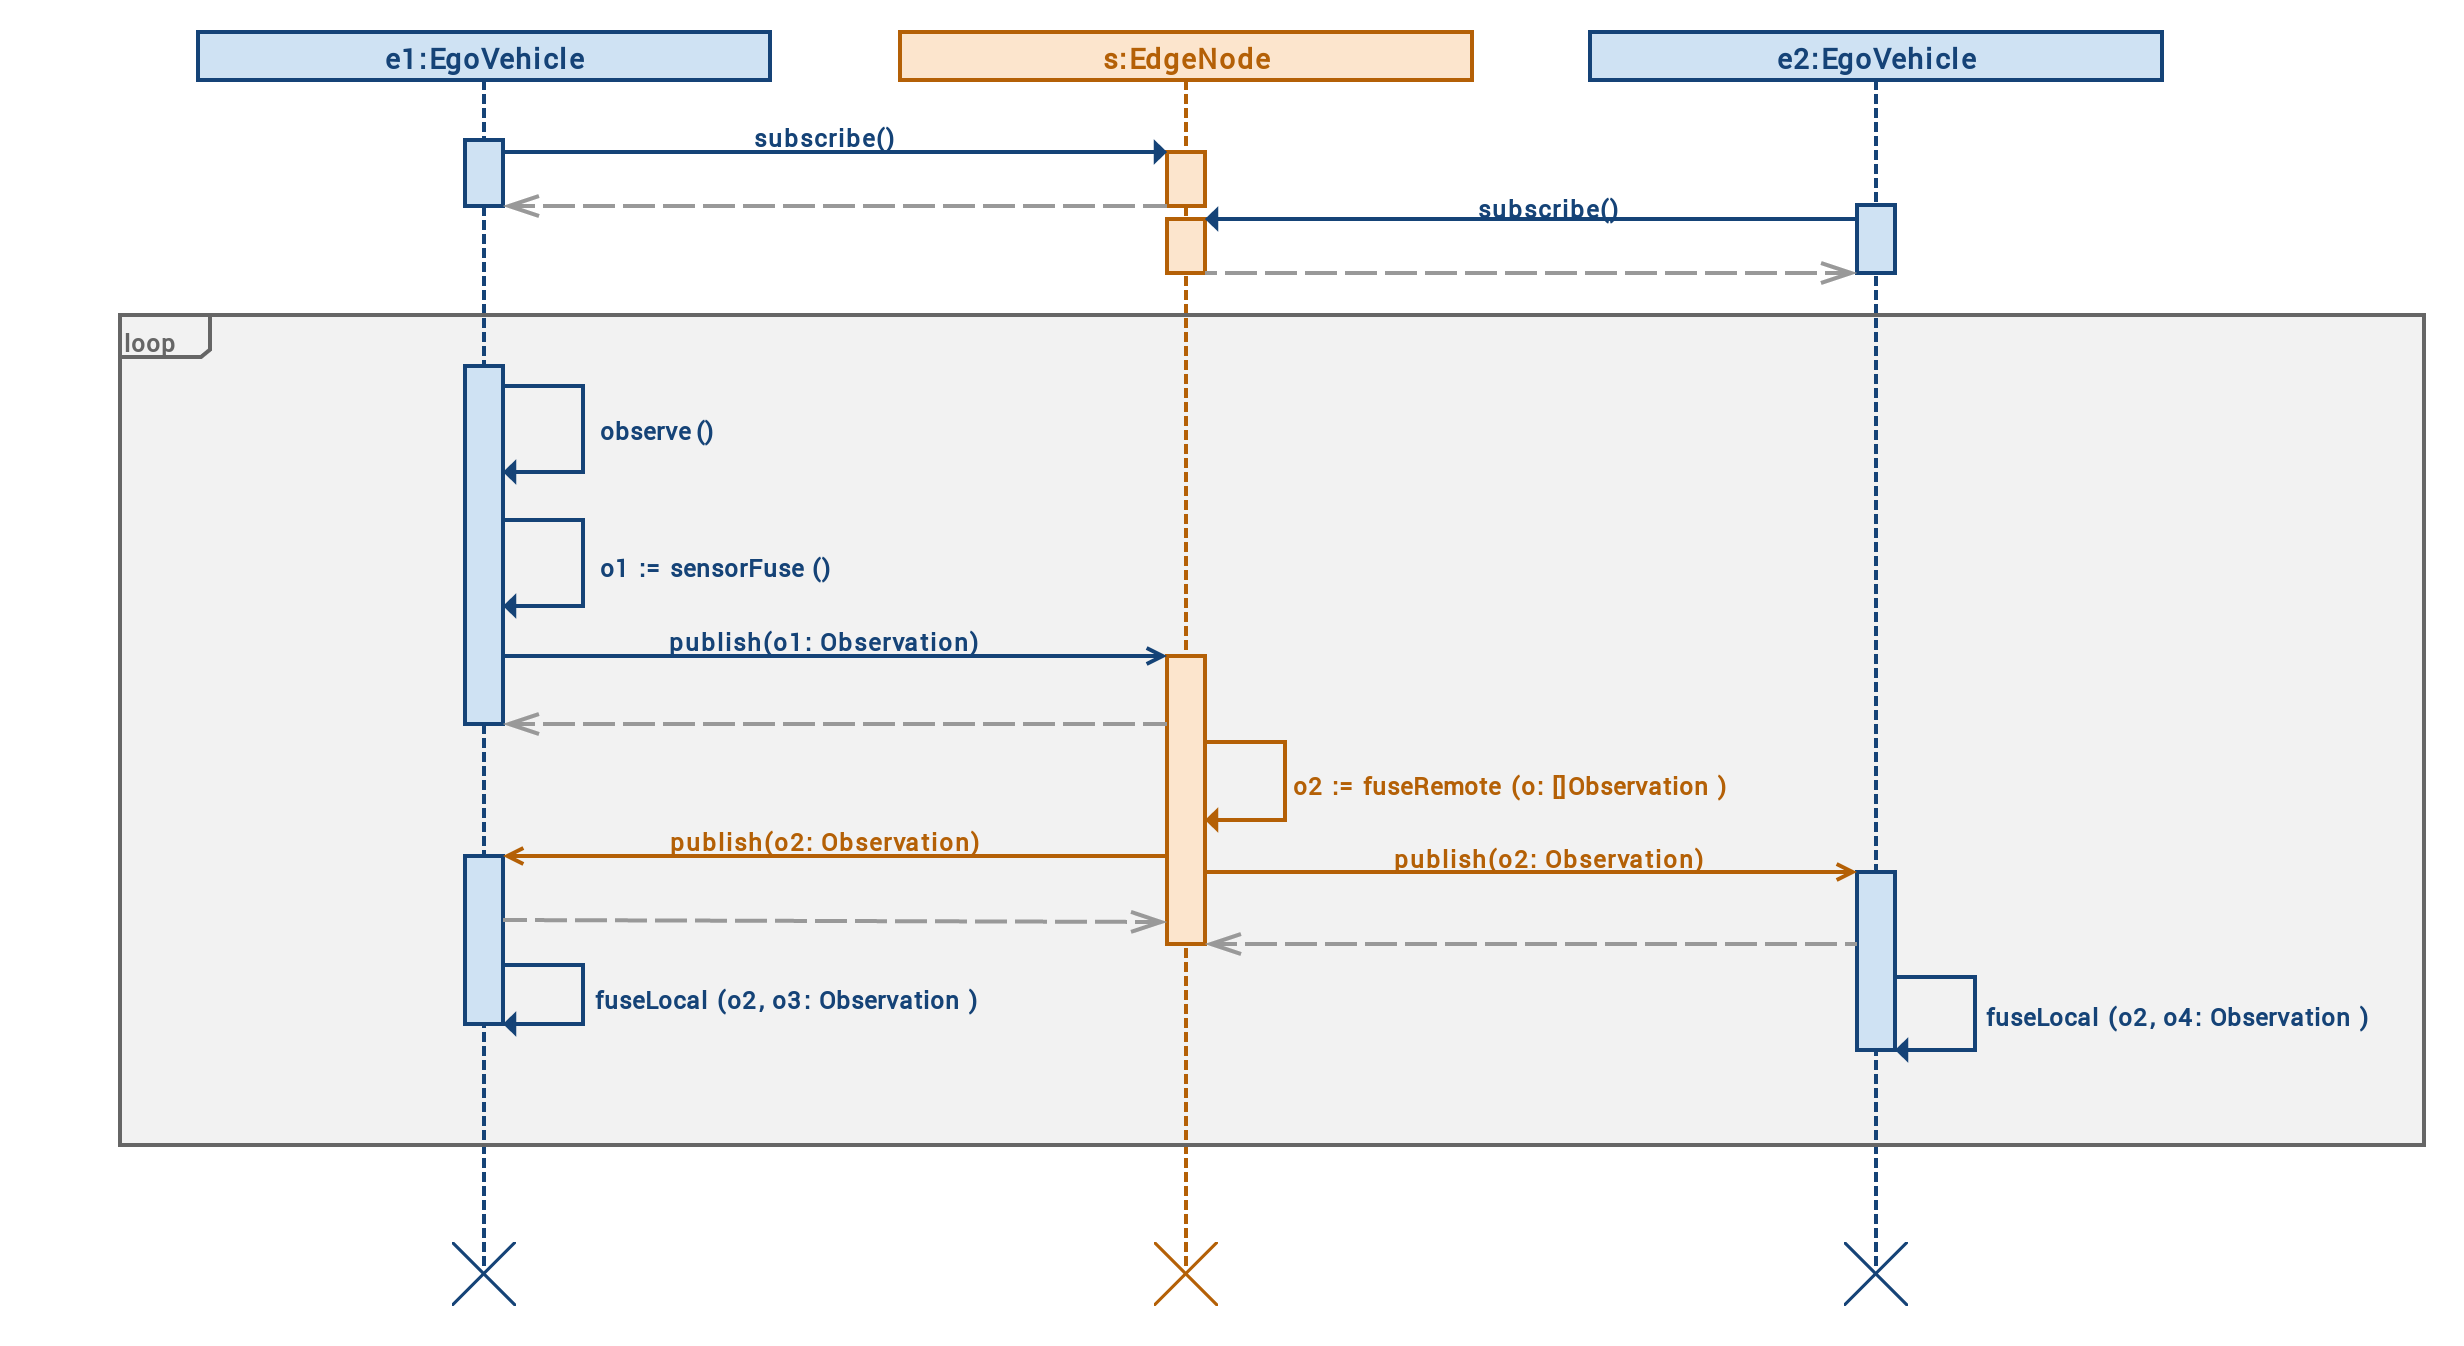 e1:EgoVehicle
s:EdgeNode
e2:EgoVehicle
subscribe()
subscribe()
loop
observe ()
o1 := sensorFuse ()
publish(o1: Observation)
o2 := fuseRemote (o: []Observation )
publish(o2: Observation)
publish(o2: Observation)
fuseLocal (o2, o3: Observation )
fuseLocal (o2, o4: Observation )